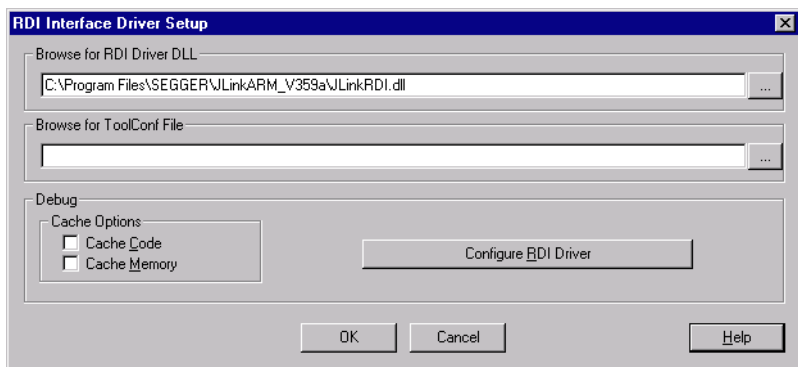 RDI Interface Driver Setup
Browse for RDI Driver DLL
C:\Program Files\SEGGER\JLinkARM_V359a\JLinkRDI.dll
...
Browse for ToolConf File
...
Debug
Cache Options
Cache Code
Cache Memory
Configure RDI Driver
OK
Cancel
Help